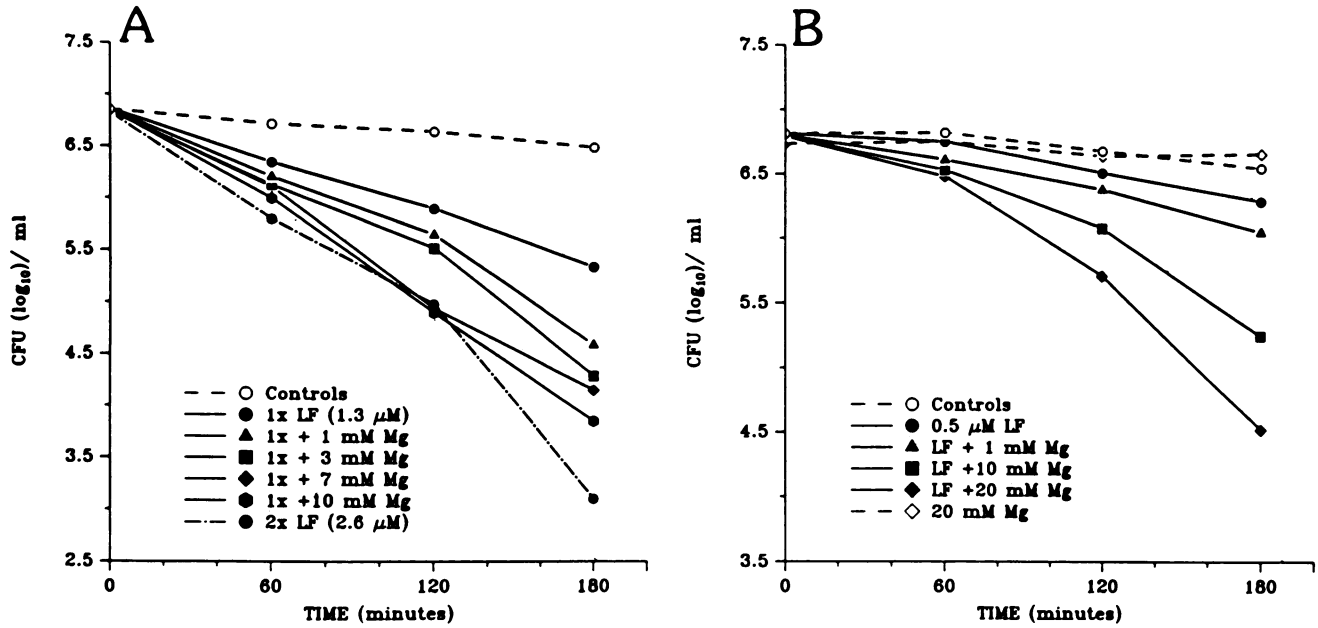 A
7.5
6.5
5.5
4.5
3.5
2.5
CFU (log₁₀)/ ml
0
60
120
180
TIME (minutes)
Controls
1x LF (1.3 μM)
1x + 1 mM Mg
1x + 3 mM Mg
1x + 7 mM Mg
1x +10 mM Mg
2x LF (2.6 μM)
B
7.5
6.5
5.5
4.5
3.5
CFU (log₁₀)/ ml
0
60
120
180
TIME (minutes)
Controls
0.5 μM LF
LF + 1 mM Mg
LF +10 mM Mg
LF +20 mM Mg
20 mM Mg